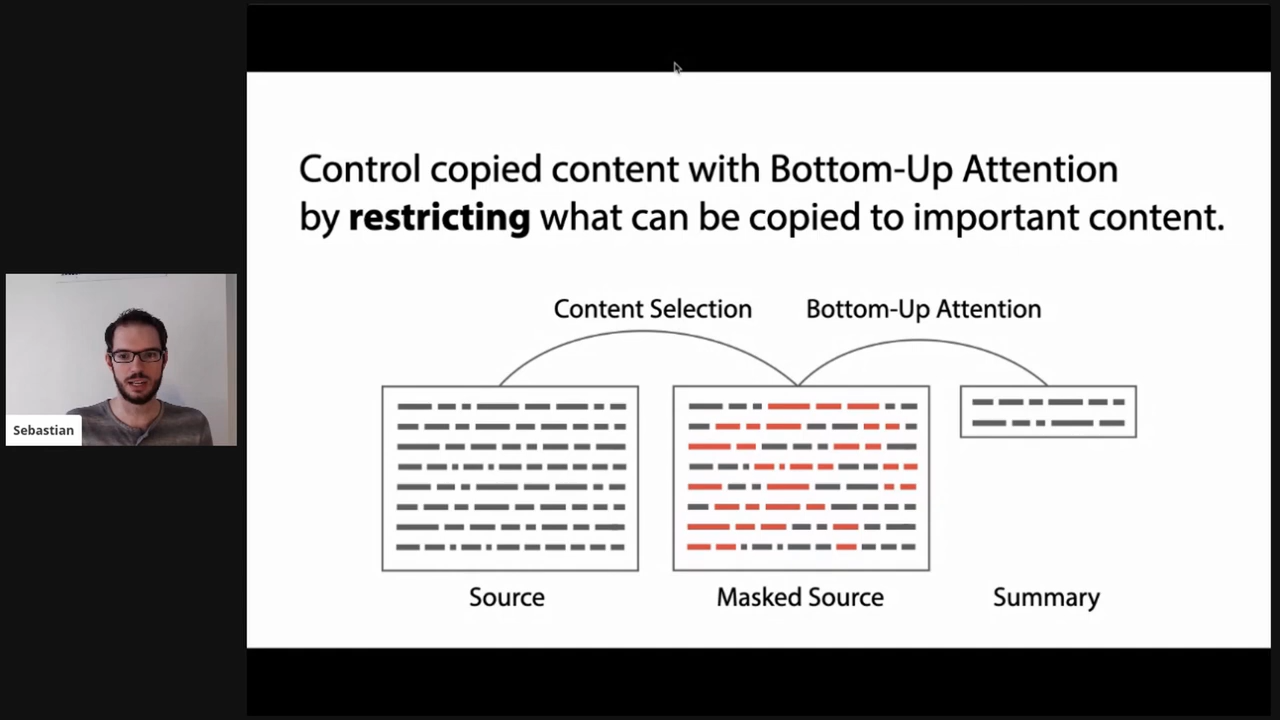 Control copied content with Bottom-Up Attention
by restricting what can be copied to important content.
Content Selection
Bottom-Up Attention
Source
Masked Source
Summary
Sebastian